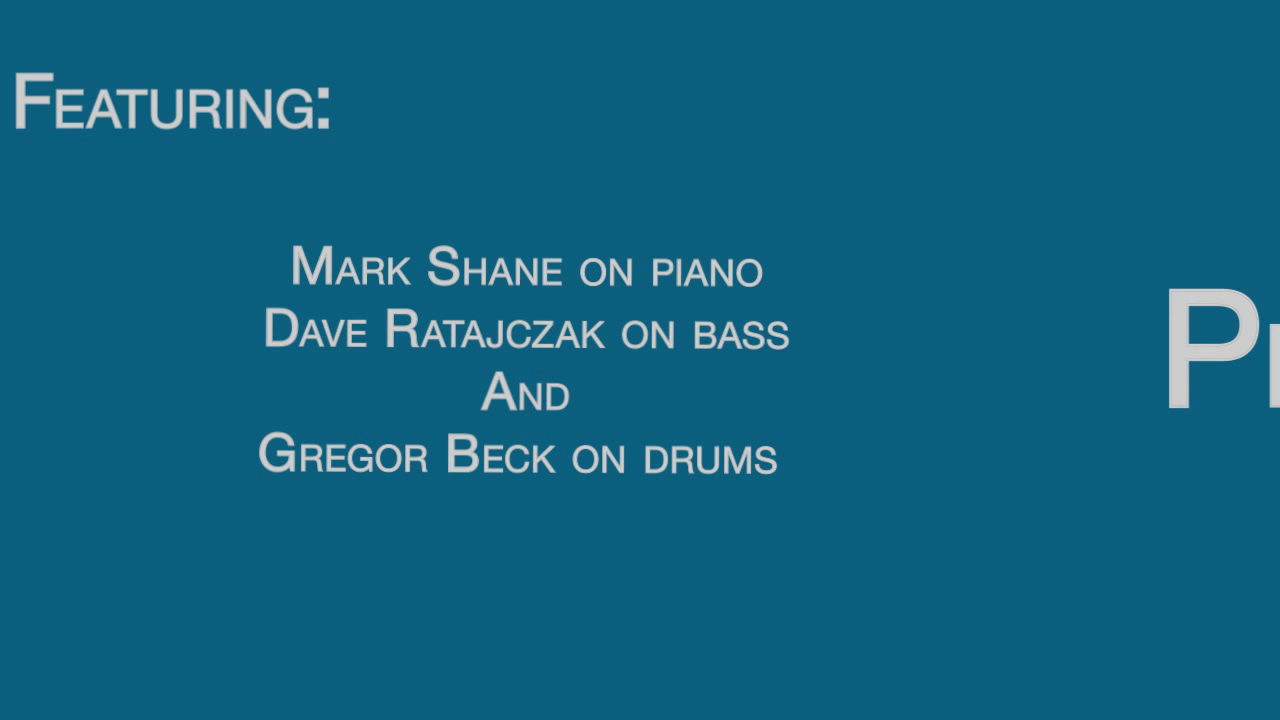 Featuring:
Mark Shane on piano
Dave Ratajczak on bass
And
Gregor Beck on drums